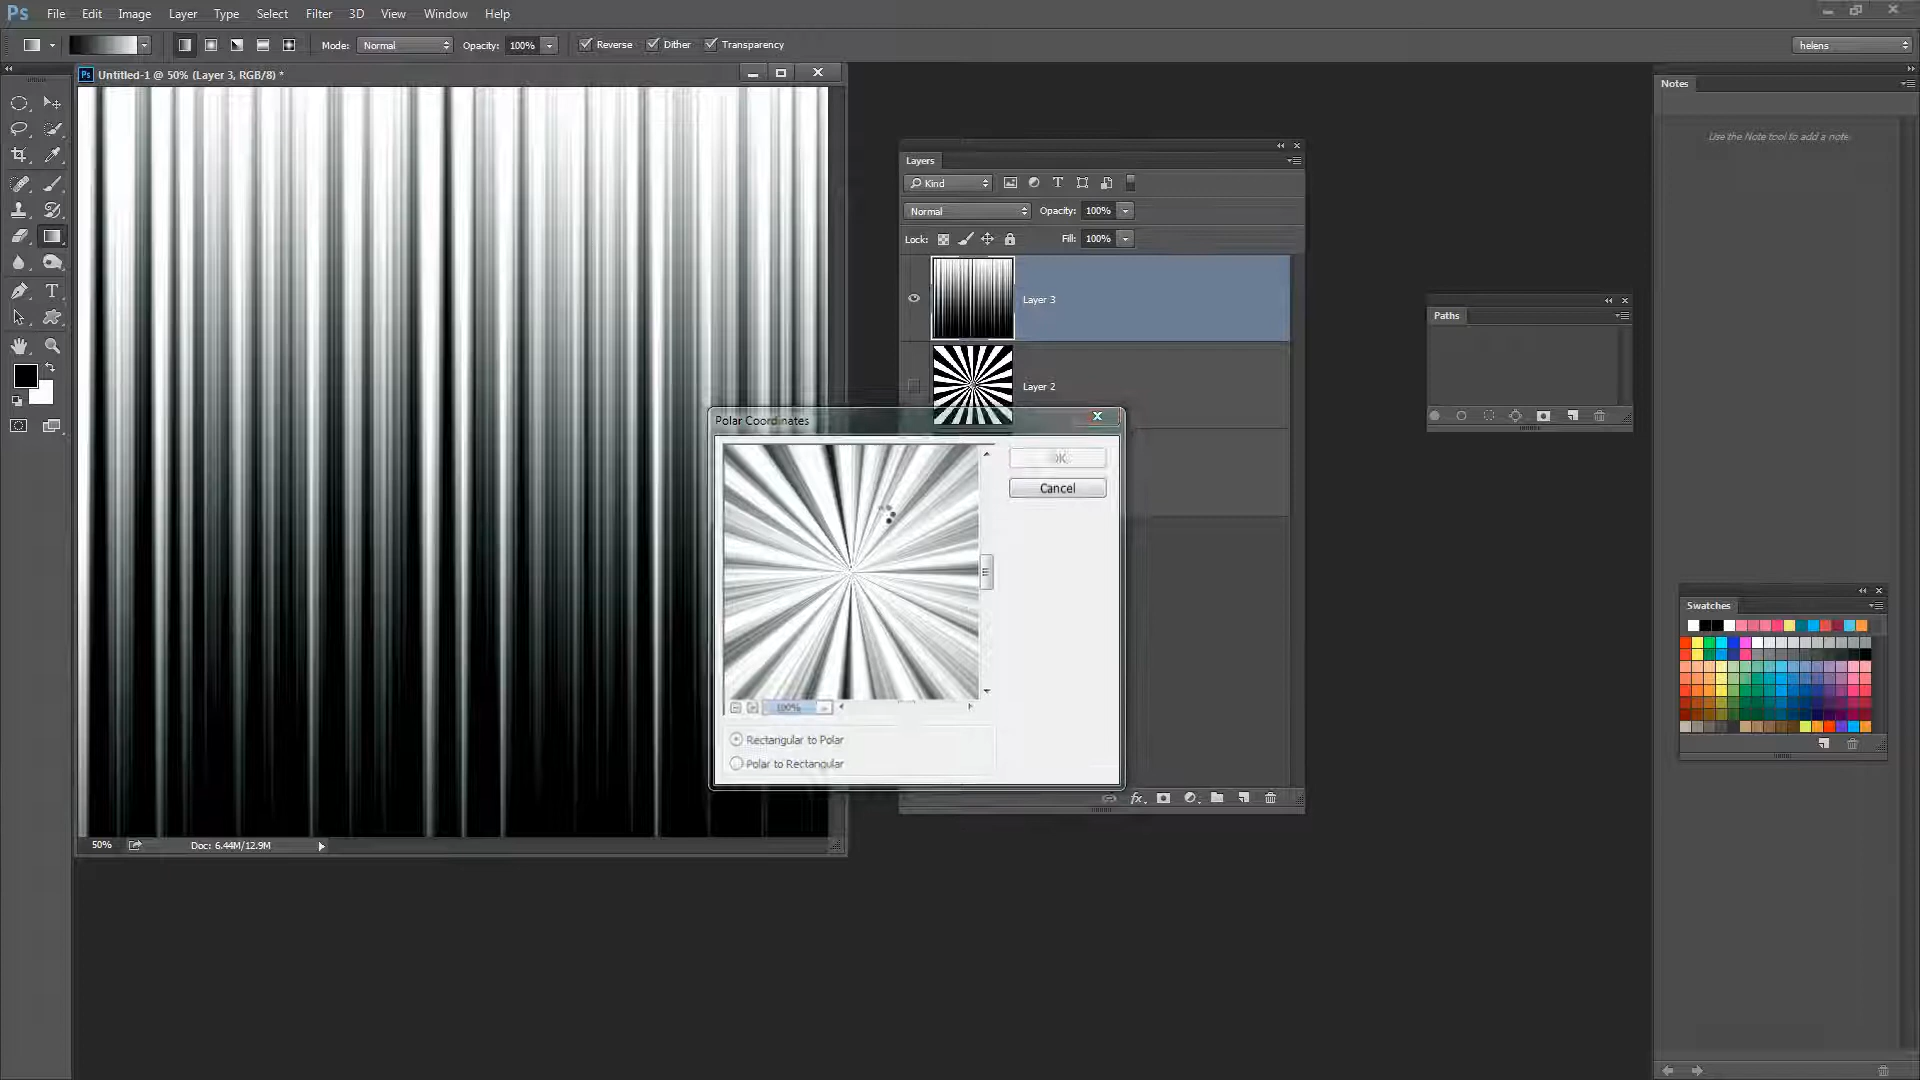 Ps File Edit Image Layer Type Select Filter 3D View Window Help
Mode: Normal Opacity: 100% Reverse Dither Transparency helens
Ps Untitled-1 @ 50% (Layer 3, RGB/8) *
Notes
Use the Note tool to add a note.
Layers
Kind
Normal Opacity: 100%
Lock: Fill: 100%
Layer 3
Layer 2
Paths
Polar Coordinates
OK
Cancel
100%
Rectangular to Polar
Polar to Rectangular
Swatches
fx
50% Doc: 6.44M/12.9M